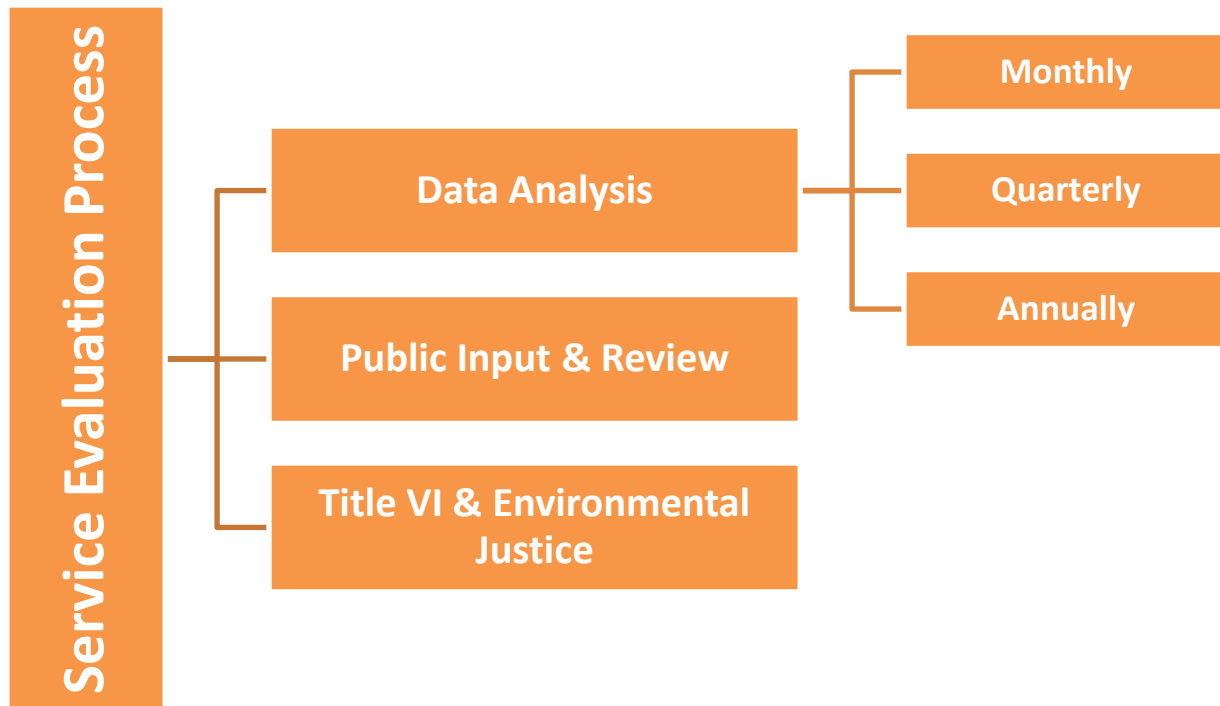 Service Evaluation Process
Data Analysis
Public Input & Review
Title VI & Environmental
Justice
Monthly
Quarterly
Annually